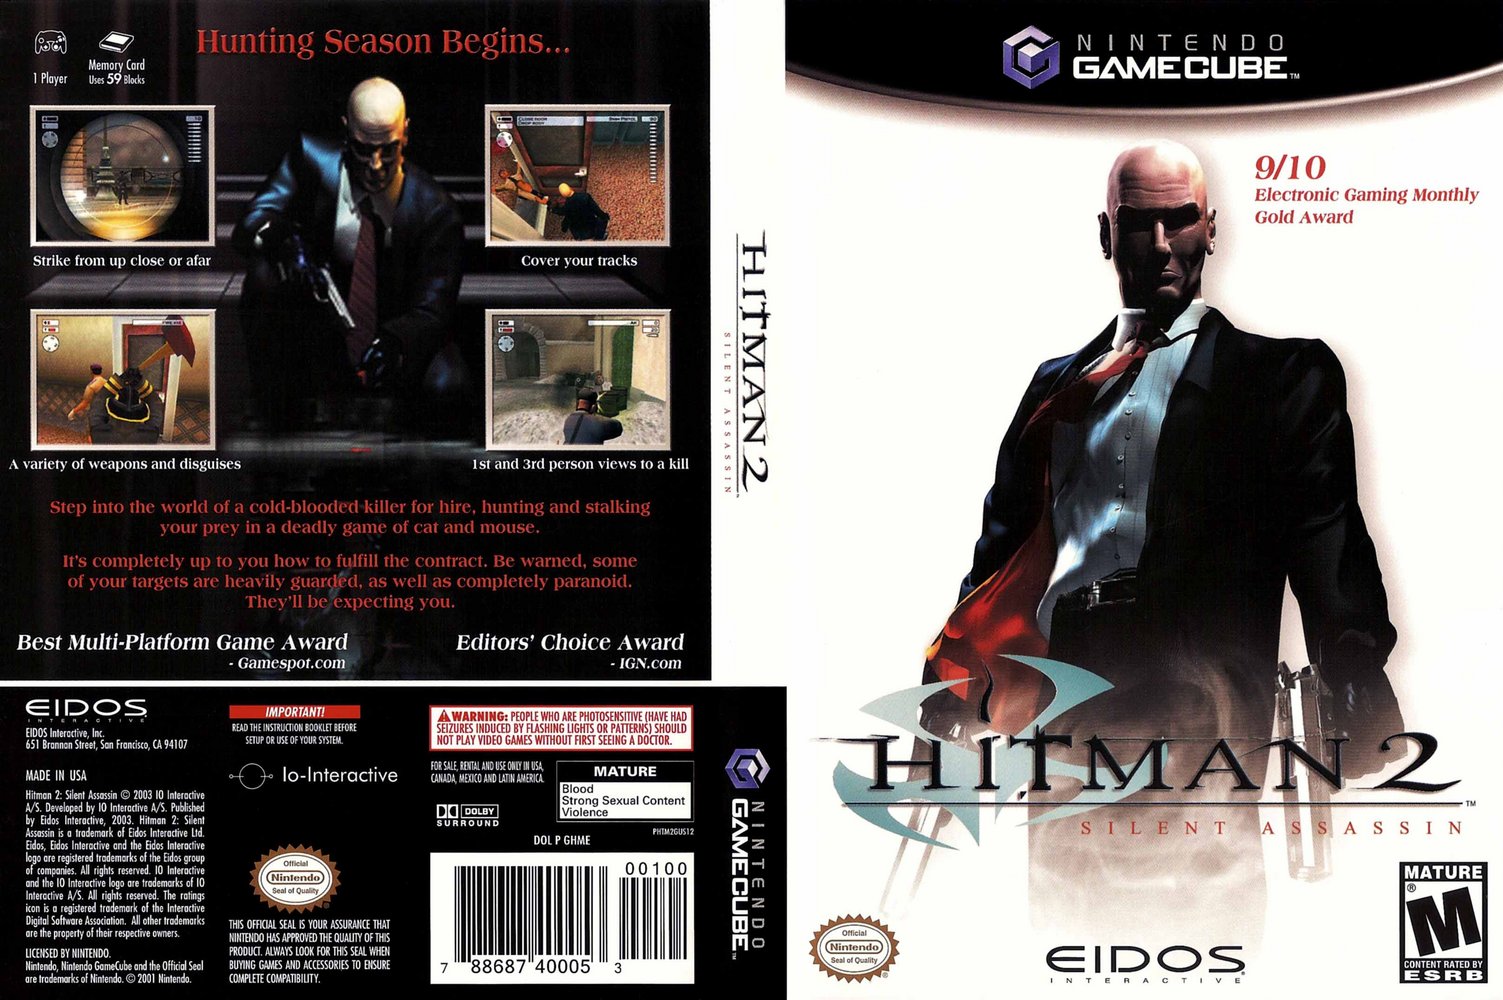 Hunting Season Begins...
1 Player
Memory Card
Uses 59 Blocks
Strike from up close or afar
Cover your tracks
A variety of weapons and disguises
1st and 3rd person views to a kill
Step into the world of a cold-blooded killer for hire, hunting and stalking
your prey in a deadly game of cat and mouse.
It's completely up to you how to fulfill the contract. Be warned, some
of your targets are heavily guarded, as well as completely paranoid.
They'll be expecting you.
Best Multi-Platform Game Award
- Gamespot.com
Editors' Choice Award
- IGN.com
EIDOS
INTERACTIVE
EIDOS Interactive, Inc.
651 Brannan Street, San Francisco, CA 94107
MADE IN USA
Hitman 2: Silent Assassin © 2003 IO Interactive
A/S. Developed by IO Interactive A/S. Published
by Eidos Interactive, 2003. Hitman 2: Silent
Assassin is a trademark of Eidos Interactive Ltd.
Eidos, Eidos Interactive and the Eidos Interactive
logo are registered trademarks of the Eidos group
of companies. All rights reserved. IO Interactive
and the IO Interactive logo are trademarks of IO
Interactive A/S. All rights reserved. The ratings
icon is a registered trademark of the Interactive
Digital Software Association. All other trademarks
are the property of their respective owners.
LICENSED BY NINTENDO.
Nintendo, Nintendo GameCube and the Official Seal
are trademarks of Nintendo. © 2001 Nintendo.
IMPORTANT!
READ THE INSTRUCTION BOOKLET BEFORE
SETUP OR USE OF YOUR SYSTEM.
Io-Interactive
Official
Nintendo
Seal of Quality
THIS OFFICIAL SEAL IS YOUR ASSURANCE THAT
NINTENDO HAS APPROVED THE QUALITY OF THIS
PRODUCT. ALWAYS LOOK FOR THIS SEAL WHEN
BUYING GAMES AND ACCESSORIES TO ENSURE
COMPLETE COMPATIBILITY.
WARNING: PEOPLE WHO ARE PHOTOSENSITIVE (HAVE HAD
SEIZURES INDUCED BY FLASHING LIGHTS OR PATTERNS) SHOULD
NOT PLAY VIDEO GAMES WITHOUT FIRST SEEING A DOCTOR.
FOR SALE, RENTAL AND USE ONLY IN USA,
CANADA, MEXICO AND LATIN AMERICA.
DOLBY
SURROUND
MATURE
Blood
Strong Sexual Content
Violence
PHTM2GUS12
DOL P GHME
00100
7 88687 40005 3
HITMAN 2
SILENT ASSASSIN
NINTENDO
GAMECUBE™
NINTENDO
GAMECUBE™
9/10
Electronic Gaming Monthly
Gold Award
HITMAN 2™
SILENT ASSASSIN
Official
Nintendo
Seal of Quality
EIDOS
INTERACTIVE
MATURE
M®
CONTENT RATED BY
ESRB